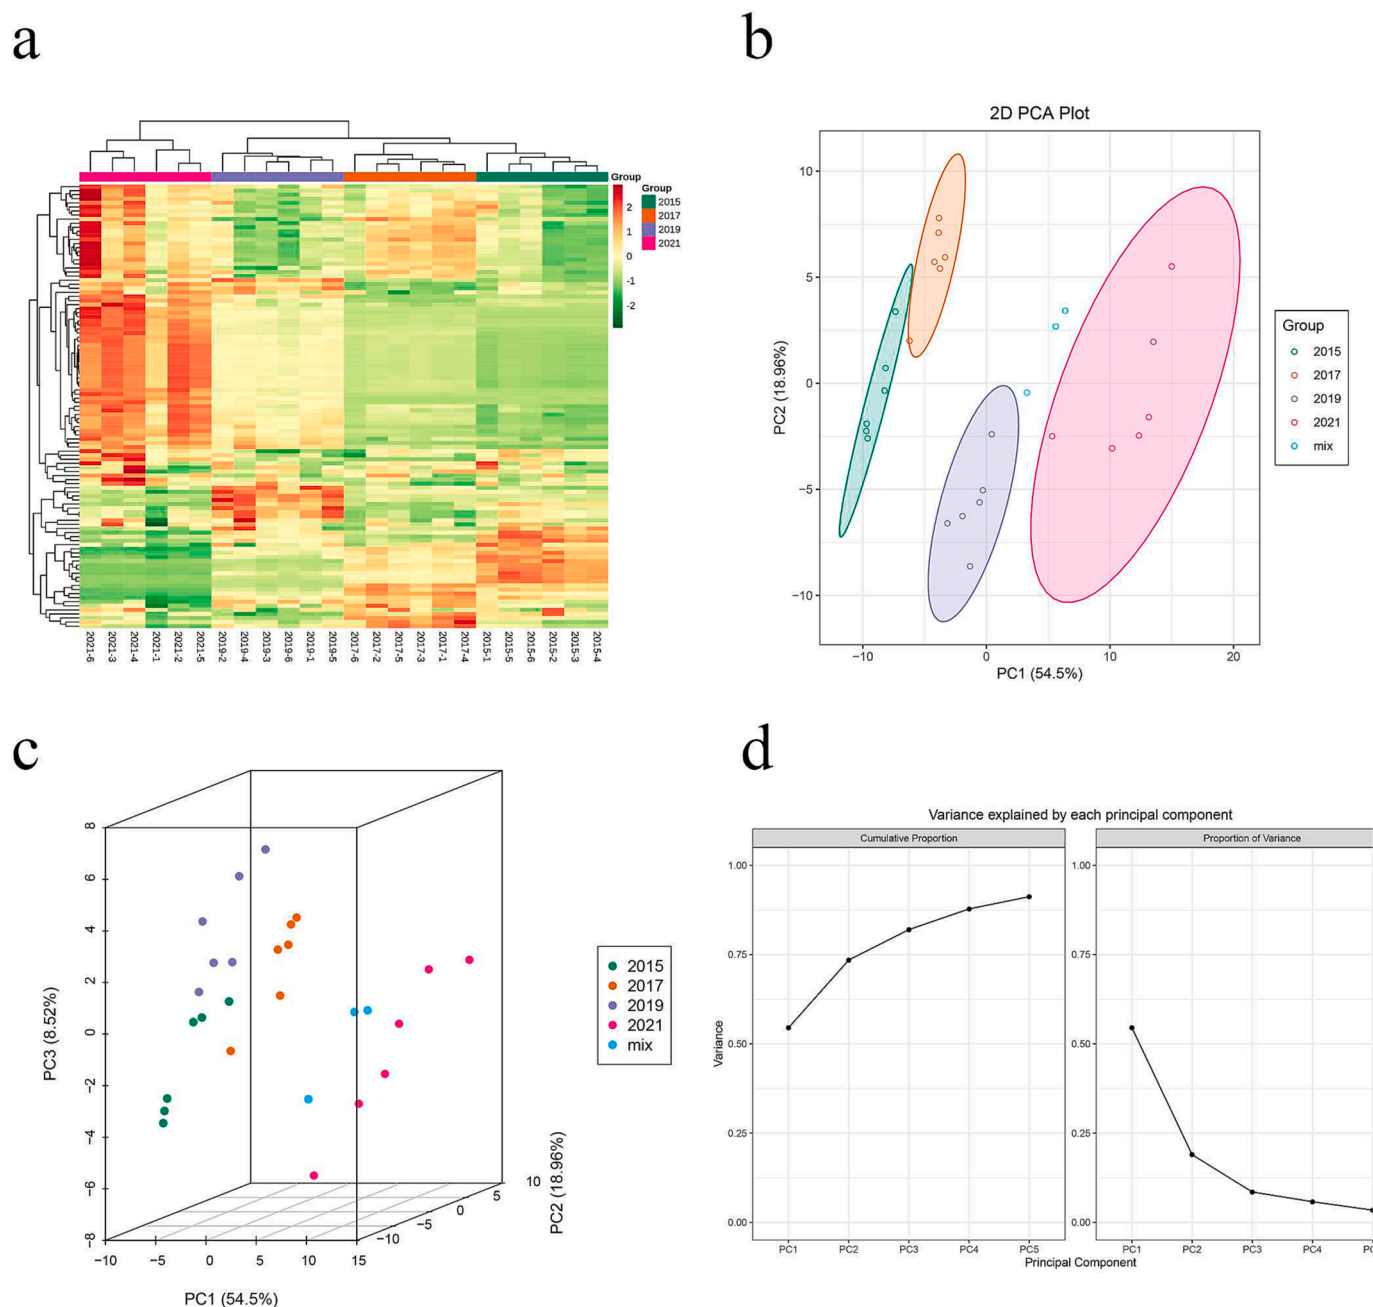 a
Group
2
1
0
-1
-2
Group
2015
2017
2019
2021
2021-6
2021-3
2021-4
2021-1
2021-2
2021-5
2019-2
2019-4
2019-3
2019-6
2019-1
2019-5
2017-6
2017-2
2017-5
2017-3
2017-1
2017-4
2015-1
2015-5
2015-6
2015-2
2015-3
2015-4
b
2D PCA Plot
10
5
0
−5
−10
PC2 (18.96%)
−10 0 10 20
PC1 (54.5%)
Group
2015
2017
2019
2021
mix
c
8
6
4
2
0
−2
−4
−6
−8
PC3 (8.52%)
−10 −5 0 5 10 15
PC1 (54.5%)
−10
−5
0
5
10
PC2 (18.96%)
2015
2017
2019
2021
mix
d
Variance explained by each principal component
Cumulative Proportion Proportion of Variance
1.00 1.00
0.75 0.75
0.50 0.50
0.25 0.25
0.00 0.00
Variance
PC1 PC2 PC3 PC4 PC5 PC1 PC2 PC3 PC4
Principal Component